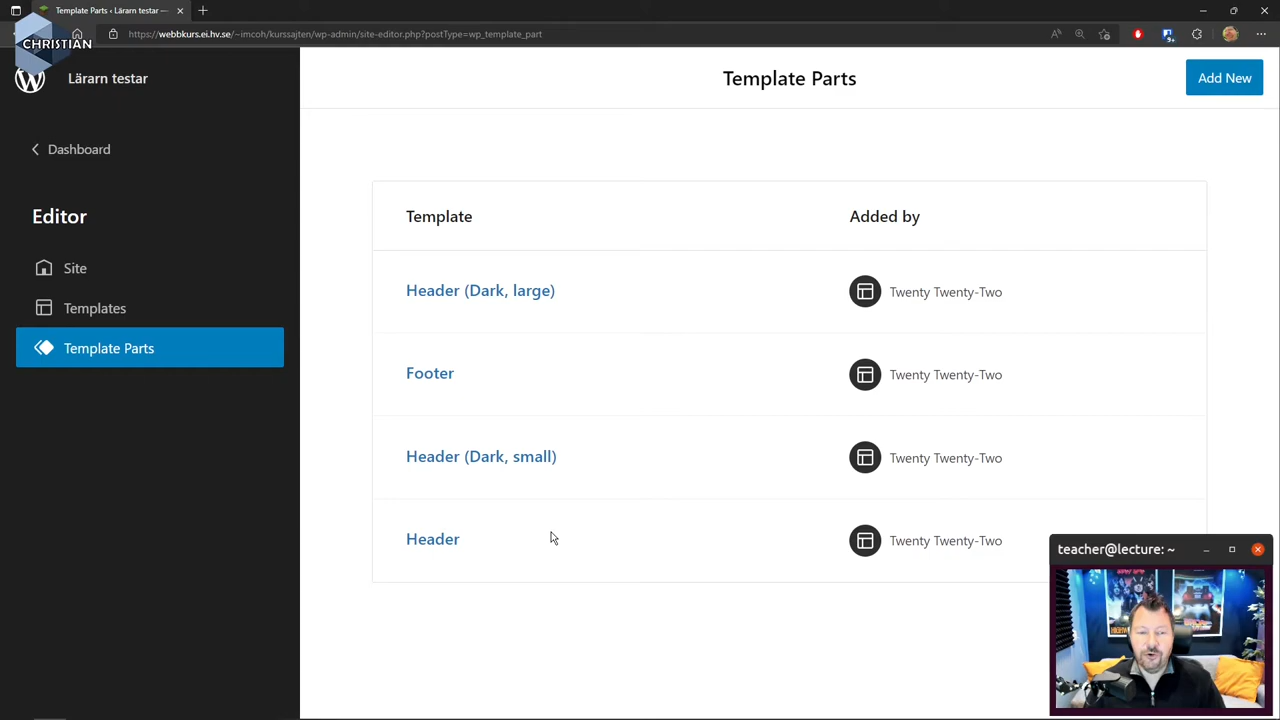 Template Parts ‹ Lärarn testar —
https://webbkurs.ei.hv.se/~imcoh/kurssajten/wp-admin/site-editor.php?postType=wp_template_part
CHRISTIAN
Lärarn testar
Template Parts
Add New
Dashboard
Editor
Site
Templates
Template Parts
Template
Added by
Header (Dark, large)
Twenty Twenty-Two
Footer
Twenty Twenty-Two
Header (Dark, small)
Twenty Twenty-Two
Header
Twenty Twenty-Two
teacher@lecture: ~